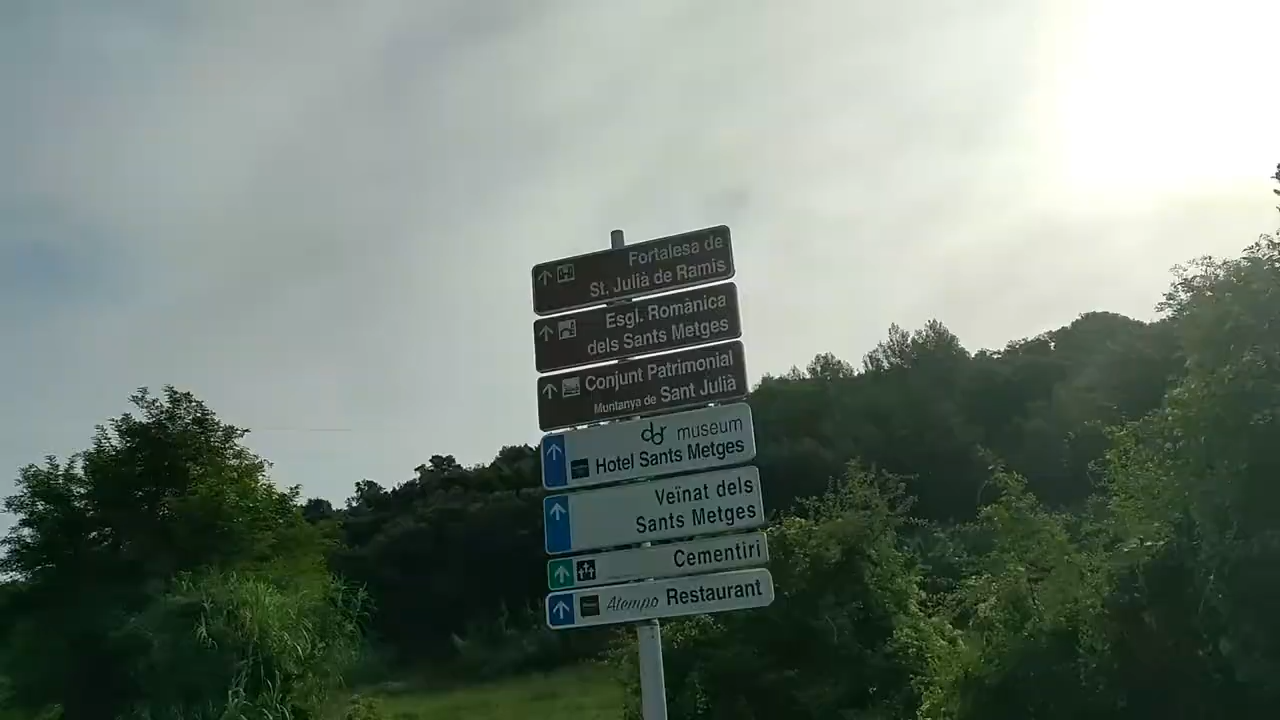 Fortalesa de
St. Julià de Ramis
Esgl. Romànica
dels Sants Metges
Conjunt Patrimonial
Muntanya de Sant Julià
dor museum
Hotel Sants Metges
Veïnat dels
Sants Metges
Cementiri
Atempo Restaurant